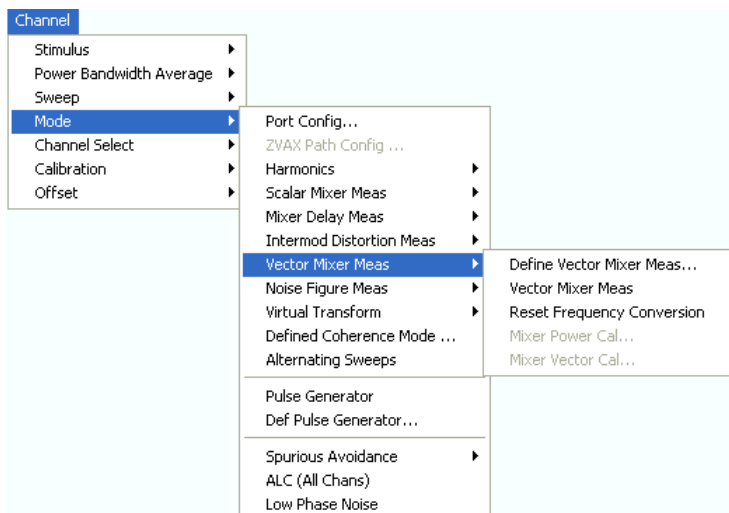 Channel
Stimulus
Power Bandwidth Average
Sweep
Mode
Channel Select
Calibration
Offset
Port Config...
ZVAX Path Config ...
Harmonics
Scalar Mixer Meas
Mixer Delay Meas
Intermod Distortion Meas
Vector Mixer Meas
Noise Figure Meas
Virtual Transform
Defined Coherence Mode ...
Alternating Sweeps
Pulse Generator
Def Pulse Generator...
Spurious Avoidance
ALC (All Chans)
Low Phase Noise
Define Vector Mixer Meas...
Vector Mixer Meas
Reset Frequency Conversion
Mixer Power Cal...
Mixer Vector Cal...